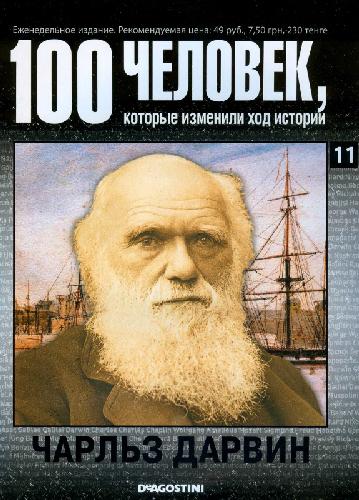 Еженедельное издание. Рекомендуемая цена: 49 руб., 7,50 грн, 230 тенге
100 ЧЕЛОВЕК,
которые изменили ход истории
11
ЧАРЛЬЗ ДАРВИН
DeAGOSTINI